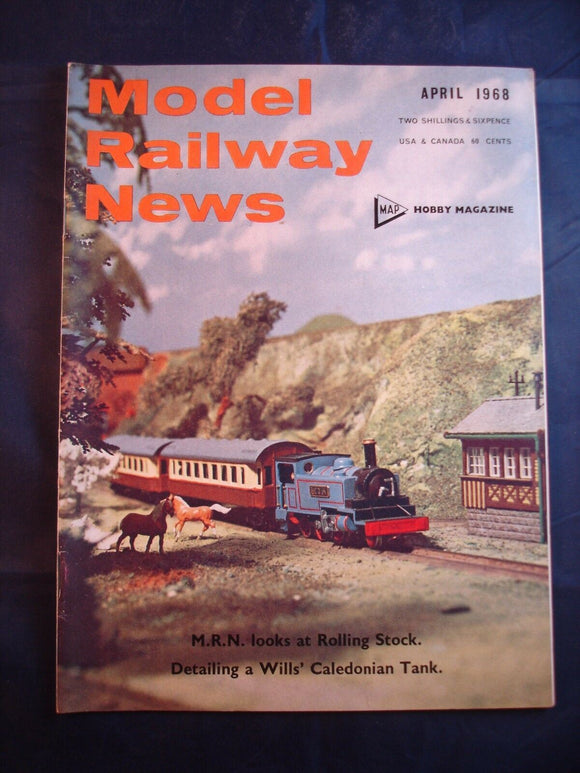 Model
Railway
News
APRIL 1968
TWO SHILLINGS & SIXPENCE
USA & CANADA 60 CENTS
MAP HOBBY MAGAZINE
M.R.N. looks at Rolling Stock.
Detailing a Wills' Caledonian Tank.